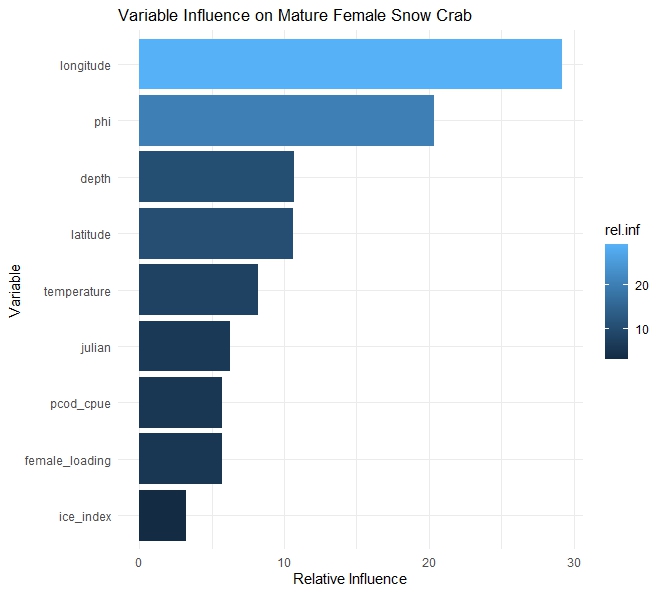 Variable Influence on Mature Female Snow Crab
Variable
longitude
phi
depth
latitude
temperature
julian
pcod_cpue
female_loading
ice_index
0 10 20 30
Relative Influence
rel.inf
20
10